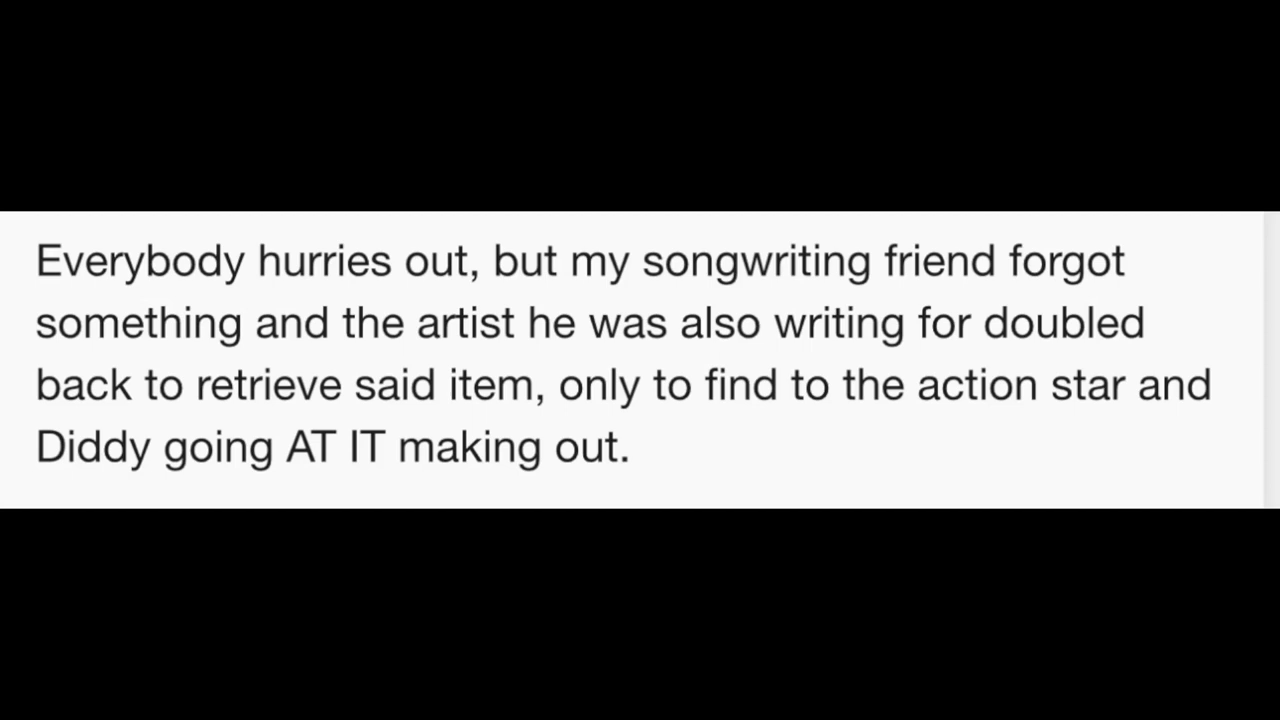 Everybody hurries out, but my songwriting friend forgot
something and the artist he was also writing for doubled
back to retrieve said item, only to find to the action star and
Diddy going AT IT making out.